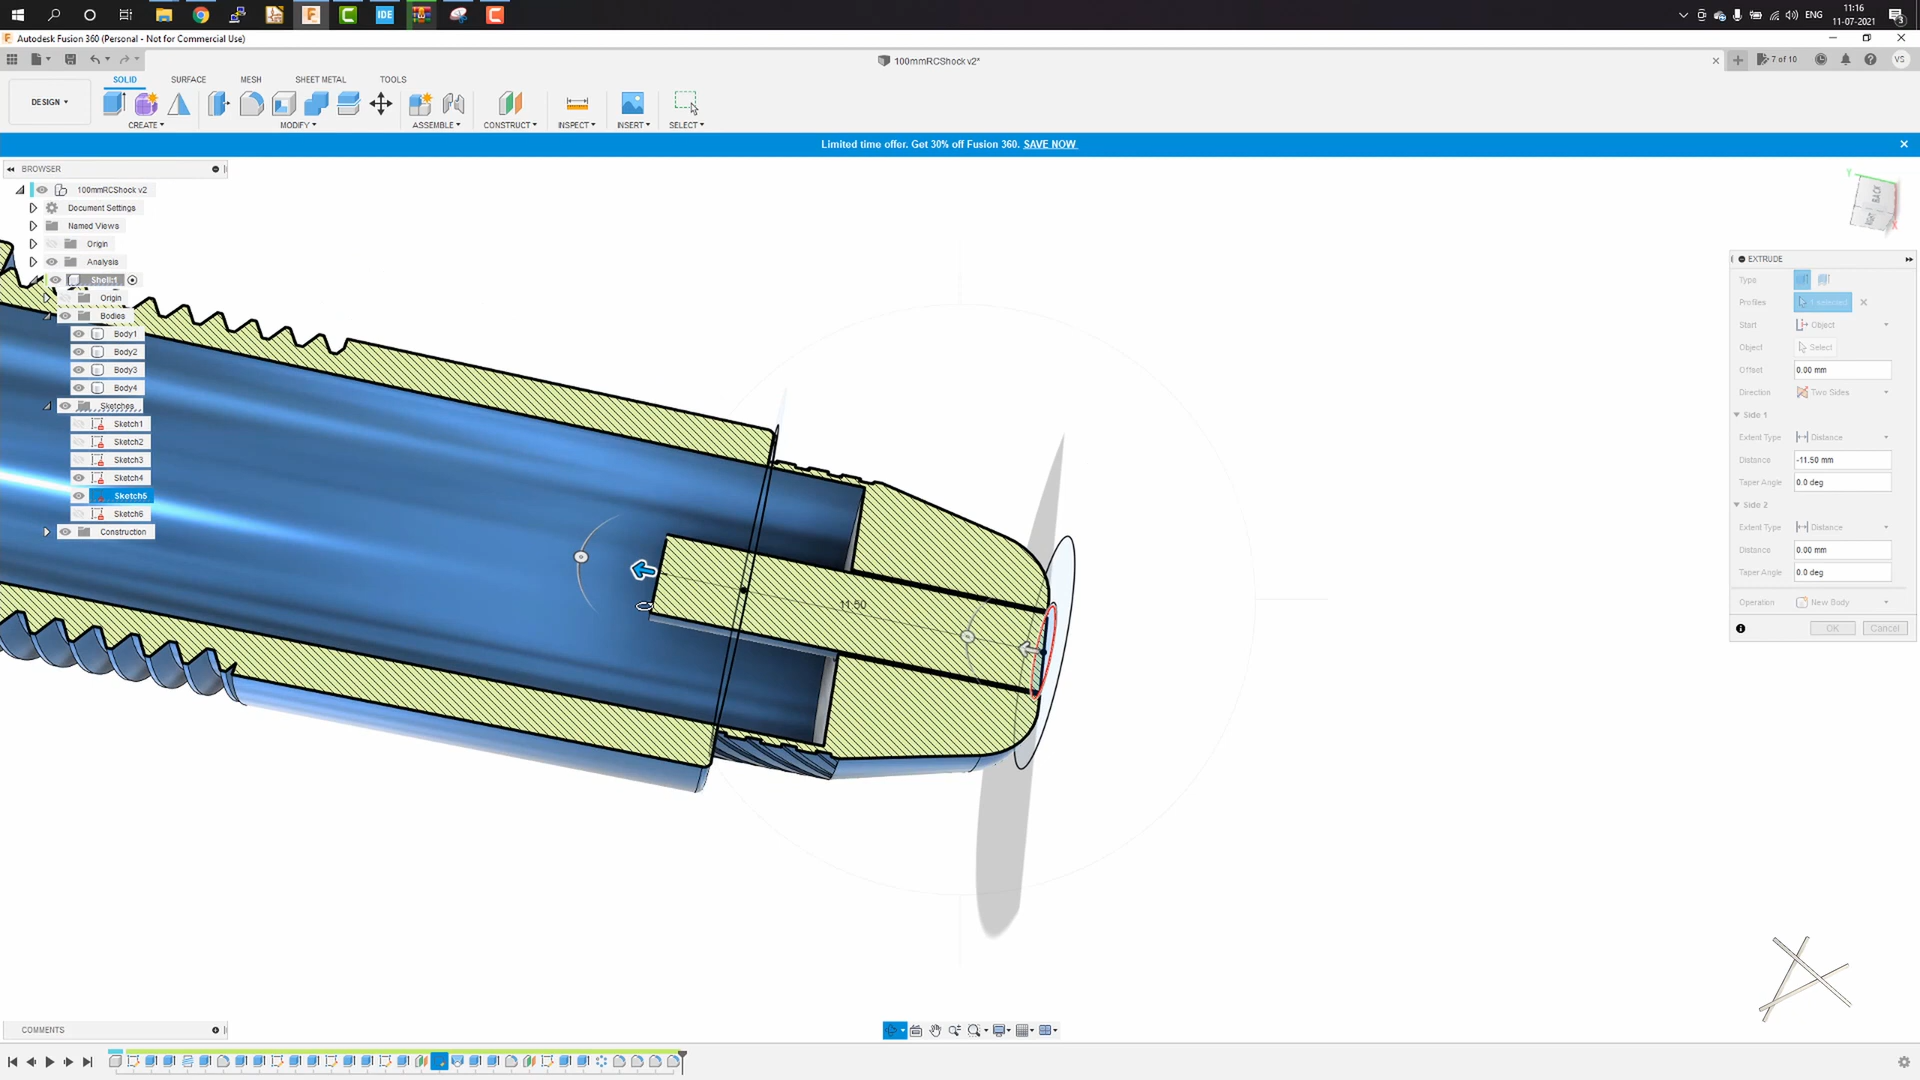 IDE
ENG
11:16
11-07-2021
3
Autodesk Fusion 360 (Personal - Not for Commercial Use)
100mmRCShock v2*
7 of 10
VS
SOLID
SURFACE
MESH
SHEET METAL
TOOLS
DESIGN
CREATE
MODIFY
ASSEMBLE
CONSTRUCT
INSPECT
INSERT
SELECT
Limited time offer. Get 30% off Fusion 360. SAVE NOW
BROWSER
100mmRCShock v2
Document Settings
Named Views
Origin
Analysis
Shell:1
Origin
Bodies
Body1
Body2
Body3
Body4
Sketches
Sketch1
Sketch2
Sketch3
Sketch4
Sketch5
Sketch6
Construction
11.50
Y
BACK
X
EXTRUDE
Type
Profiles 1 selected
Start Object
Object Select
Offset 0.00 mm
Direction Two Sides
Side 1
Extent Type Distance
Distance -11.50 mm
Taper Angle 0.0 deg
Side 2
Extent Type Distance
Distance 0.00 mm
Taper Angle 0.0 deg
Operation New Body
OK Cancel
COMMENTS